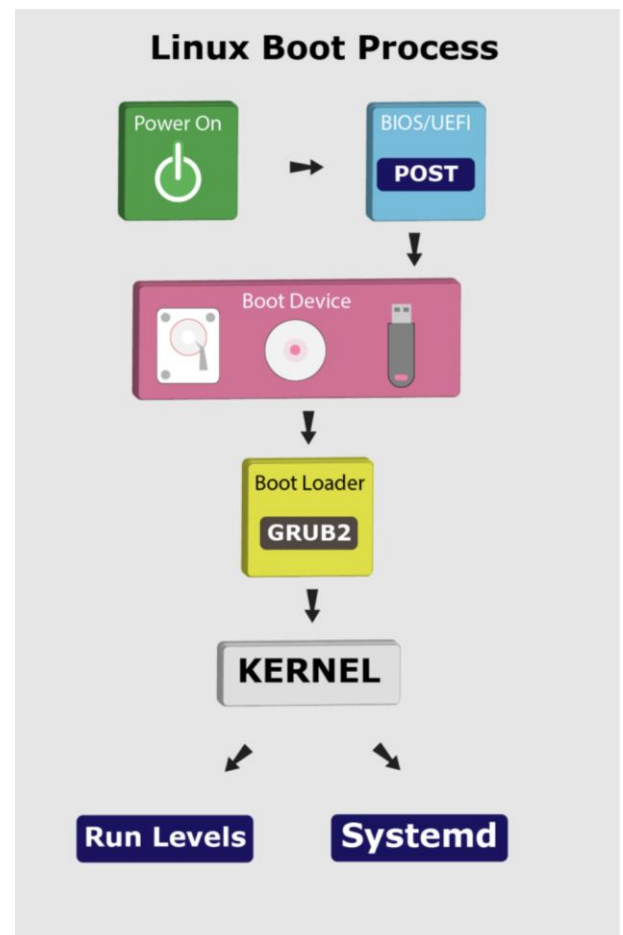 Linux Boot Process
Power On
BIOS/UEFI
POST
Boot Device
Boot Loader
GRUB2
KERNEL
Run Levels
Systemd